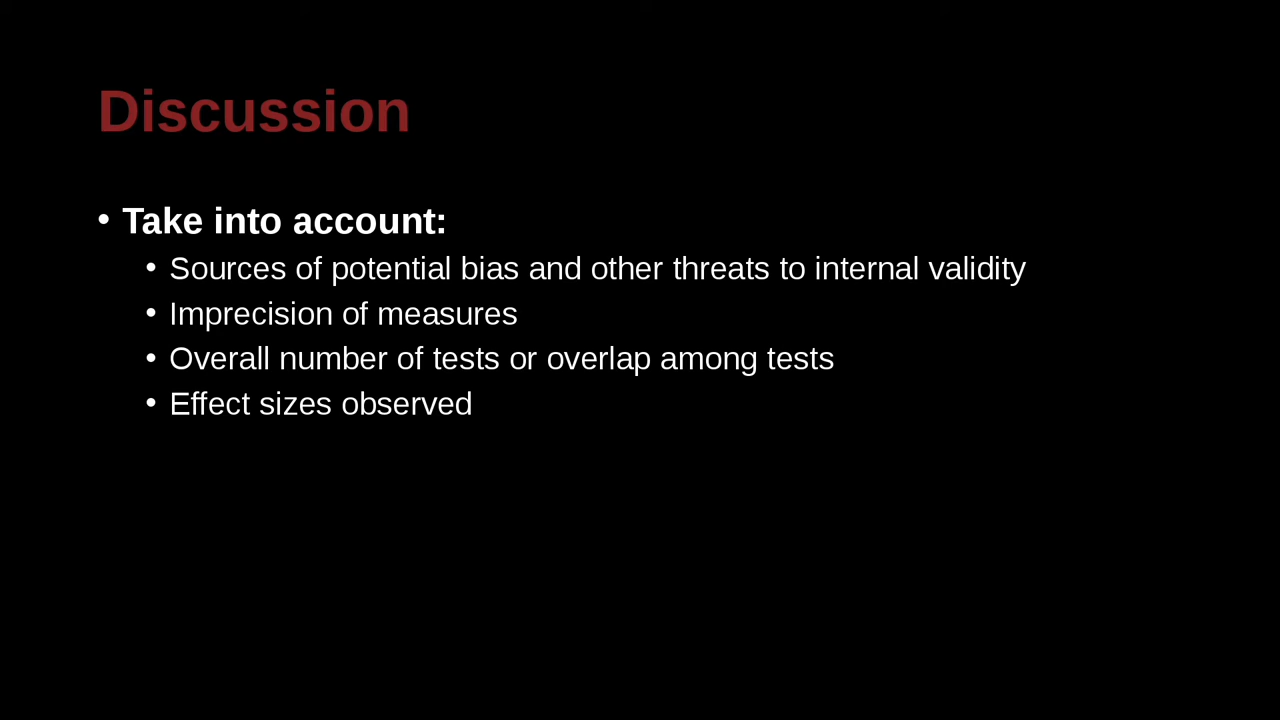 Discussion
• Take into account:
• Sources of potential bias and other threats to internal validity
• Imprecision of measures
• Overall number of tests or overlap among tests
• Effect sizes observed